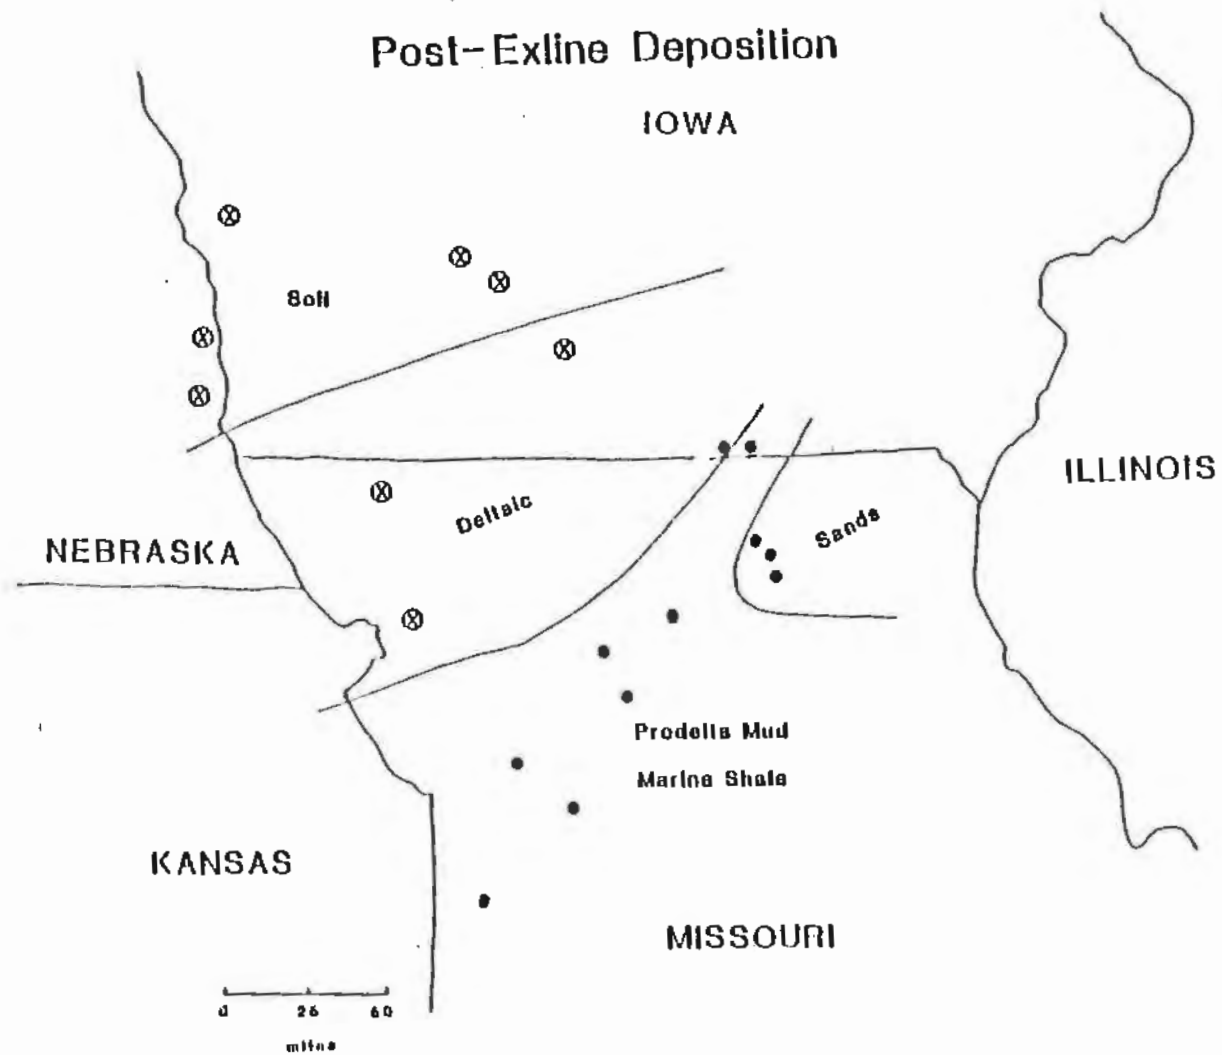 Post-Exline Deposition
IOWA
Soil
ILLINOIS
Deltaic
Sands
NEBRASKA
Prodelta Mud
Marine Shale
KANSAS
MISSOURI
0 25 50
miles